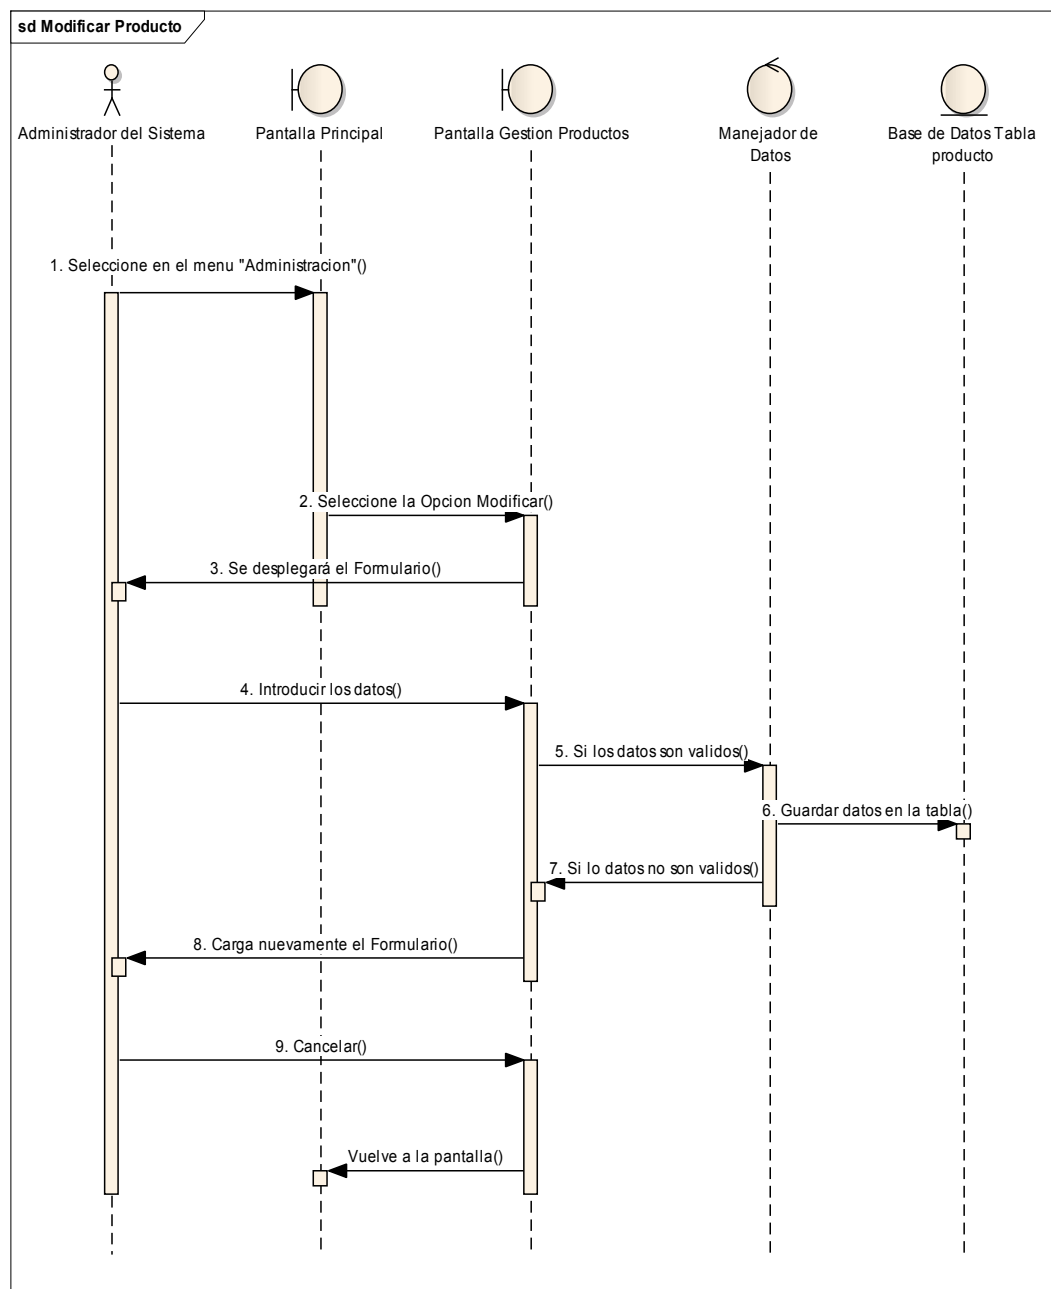 sd Modificar Producto
Administrador del Sistema
Pantalla Principal
Pantalla Gestion Productos
Manejador de
Datos
Base de Datos Tabla
producto
1. Seleccione en el menu "Administracion"()
2. Seleccione la Opcion Modificar()
3. Se desplegará el Formulario()
4. Introducir los datos()
5. Si los datos son validos()
6. Guardar datos en la tabla()
7. Si lo datos no son validos()
8. Carga nuevamente el Formulario()
9. Cancelar()
Vuelve a la pantalla()